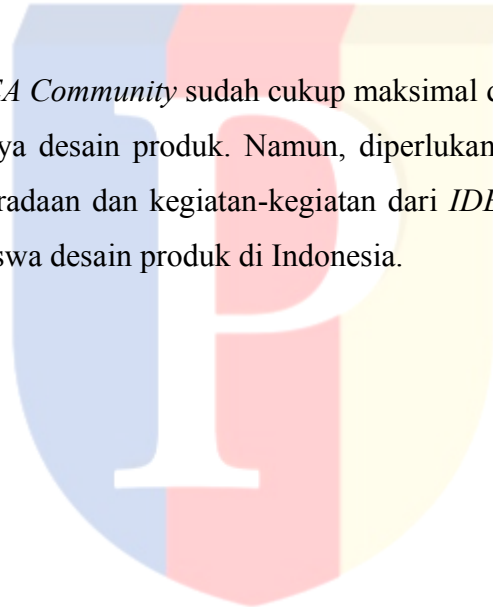 EA Community sudah cukup maksimal d
ya desain produk. Namun, diperlukan
radaan dan kegiatan-kegiatan dari IDE
swa desain produk di Indonesia.
P